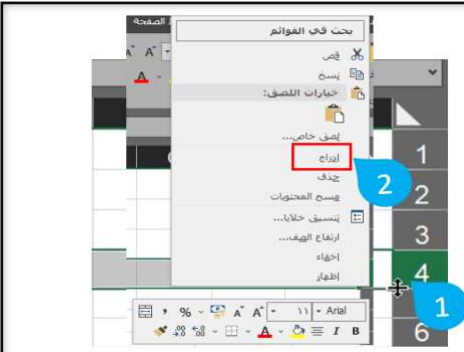 الصفحة
بحث في القوائم
قص
نسخ
خيارات اللصق:
لصق خاص...
إدراج
حذف
مسح المحتويات
تنسيق خلايا...
ارتفاع الصف...
إخفاء
إظهار
1
2
3
4
6
2
1
Arial ١١ A^ A˅ % ,
B I A